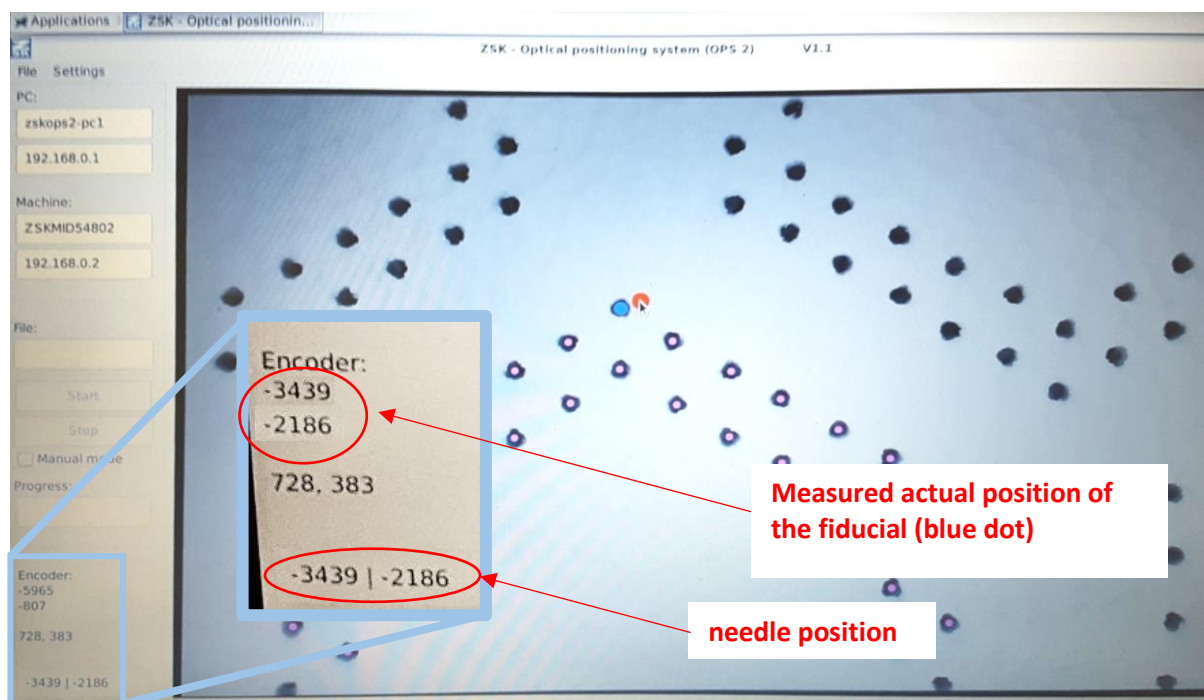 Applications
ZSK - Optical positionin...
ZSK - Optical positioning system (OPS 2) V1.1
File Settings
PC:
zskops2-pc1
192.168.0.1
Machine:
ZSKMID54802
192.168.0.2
File:
Start
Stop
Manual mode
Progress:
Encoder:
-5965
-807
728, 383
-3439 | -2186
Encoder:
-3439
-2186
728, 383
-3439 | -2186
Measured actual position of
the fiducial (blue dot)
needle position